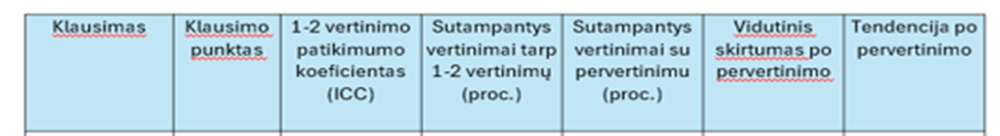 Klausimas
Klausimo
punktas
1-2 vertinimo
patikimumo
koeficientas
(ICC)
Sutampantys
vertinimai tarp
1-2 vertinimų
(proc.)
Sutampantys
vertinimai su
pervertinimu
(proc.)
Vidutinis
skirtumas po
pervertinimo
Tendencija po
pervertinimo